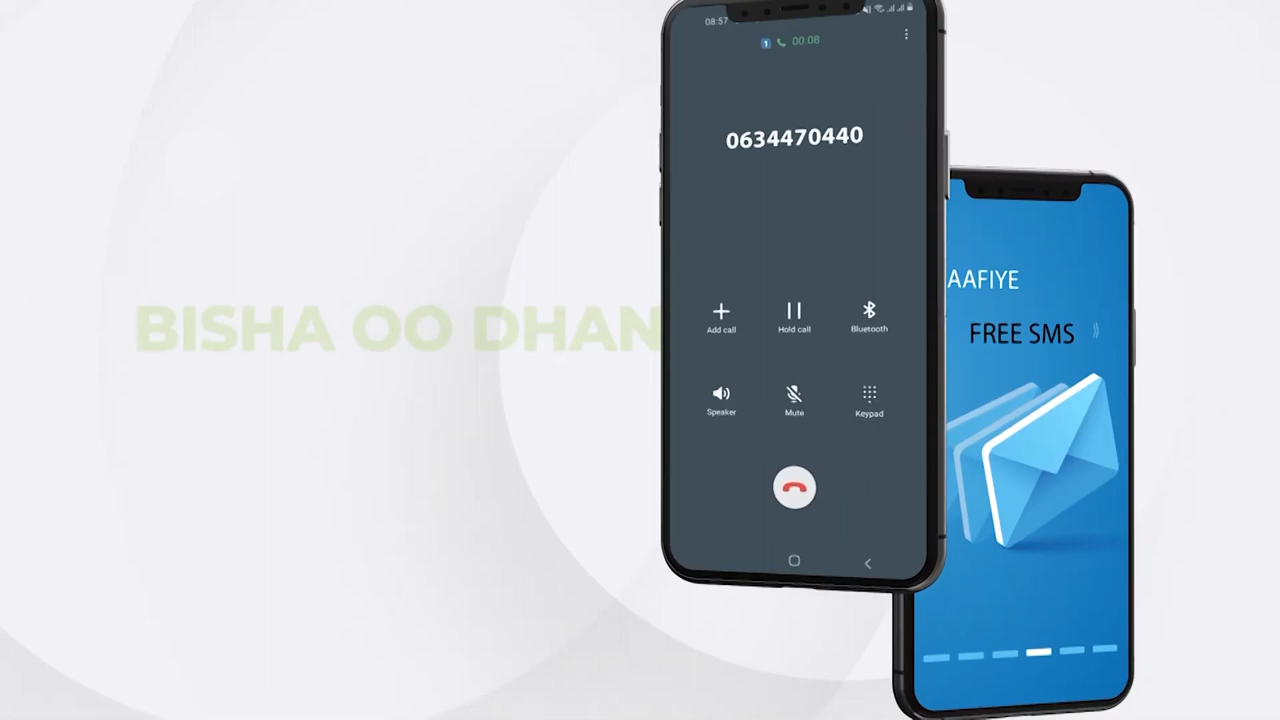 BISHA OO DHAN
08:57
1 00:08
0634470440
Add call
Hold call
Bluetooth
Speaker
Mute
Keypad
AAFIYE
FREE SMS